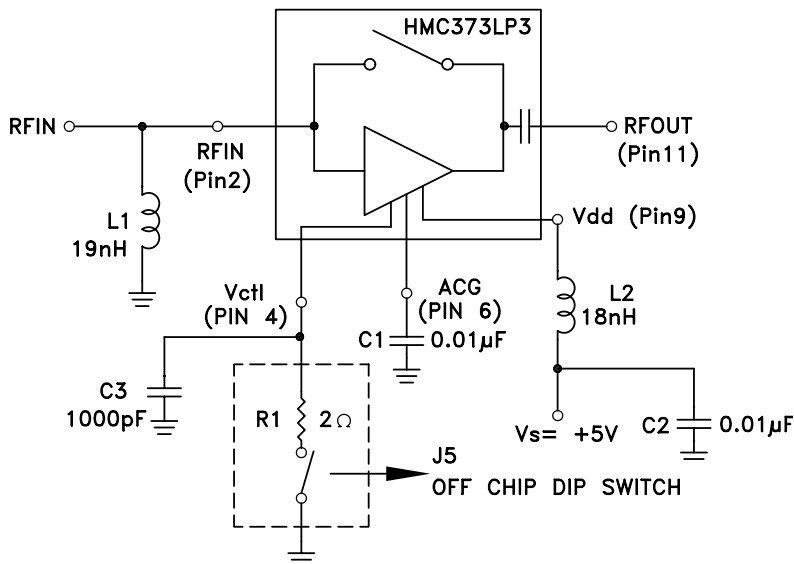 HMC373LP3
RFIN
RFIN
(Pin2)
RFOUT
(Pin11)
L1
19nH
Vdd (Pin9)
Vctl
(PIN 4)
ACG
(PIN 6)
L2
18nH
C1
0.01µF
C3
1000pF
R1
2Ω
Vs= +5V
C2
0.01µF
J5
OFF CHIP DIP SWITCH